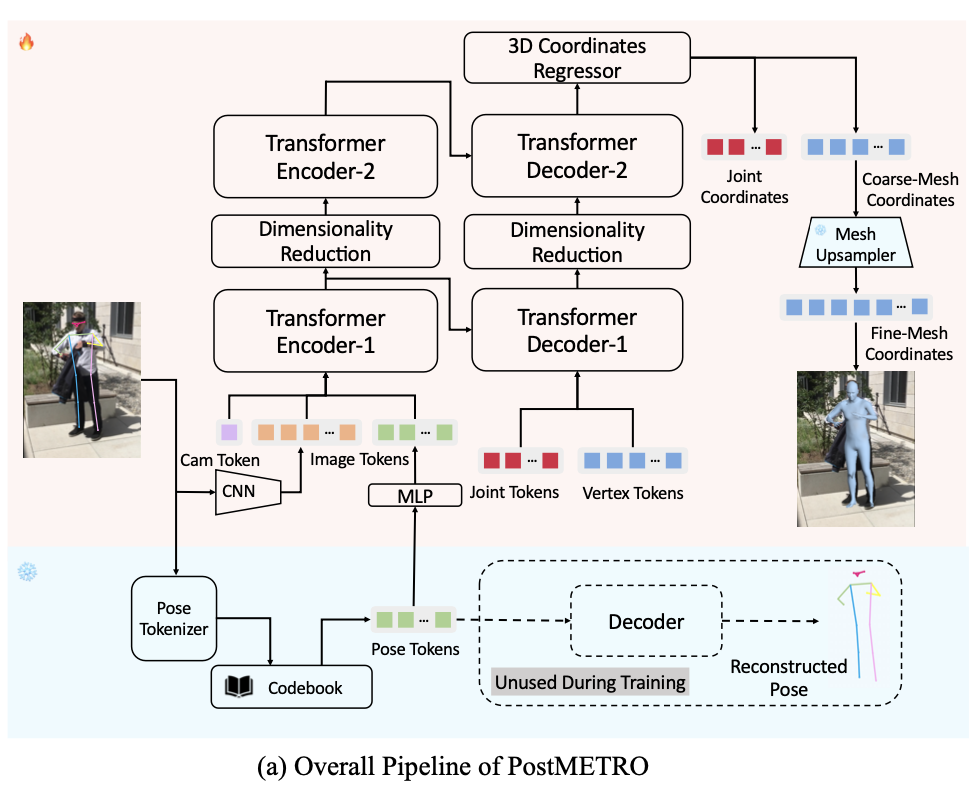 3D Coordinates
Regressor
Transformer
Encoder-2
Transformer
Decoder-2
Joint
Coordinates
Coarse-Mesh
Coordinates
Dimensionality
Reduction
Dimensionality
Reduction
Mesh
Upsampler
Transformer
Encoder-1
Transformer
Decoder-1
Fine-Mesh
Coordinates
Cam Token
Image Tokens
CNN
MLP
Joint Tokens
Vertex Tokens
Pose
Tokenizer
Codebook
Pose Tokens
Decoder
Unused During Training
Reconstructed
Pose
(a) Overall Pipeline of PostMETRO